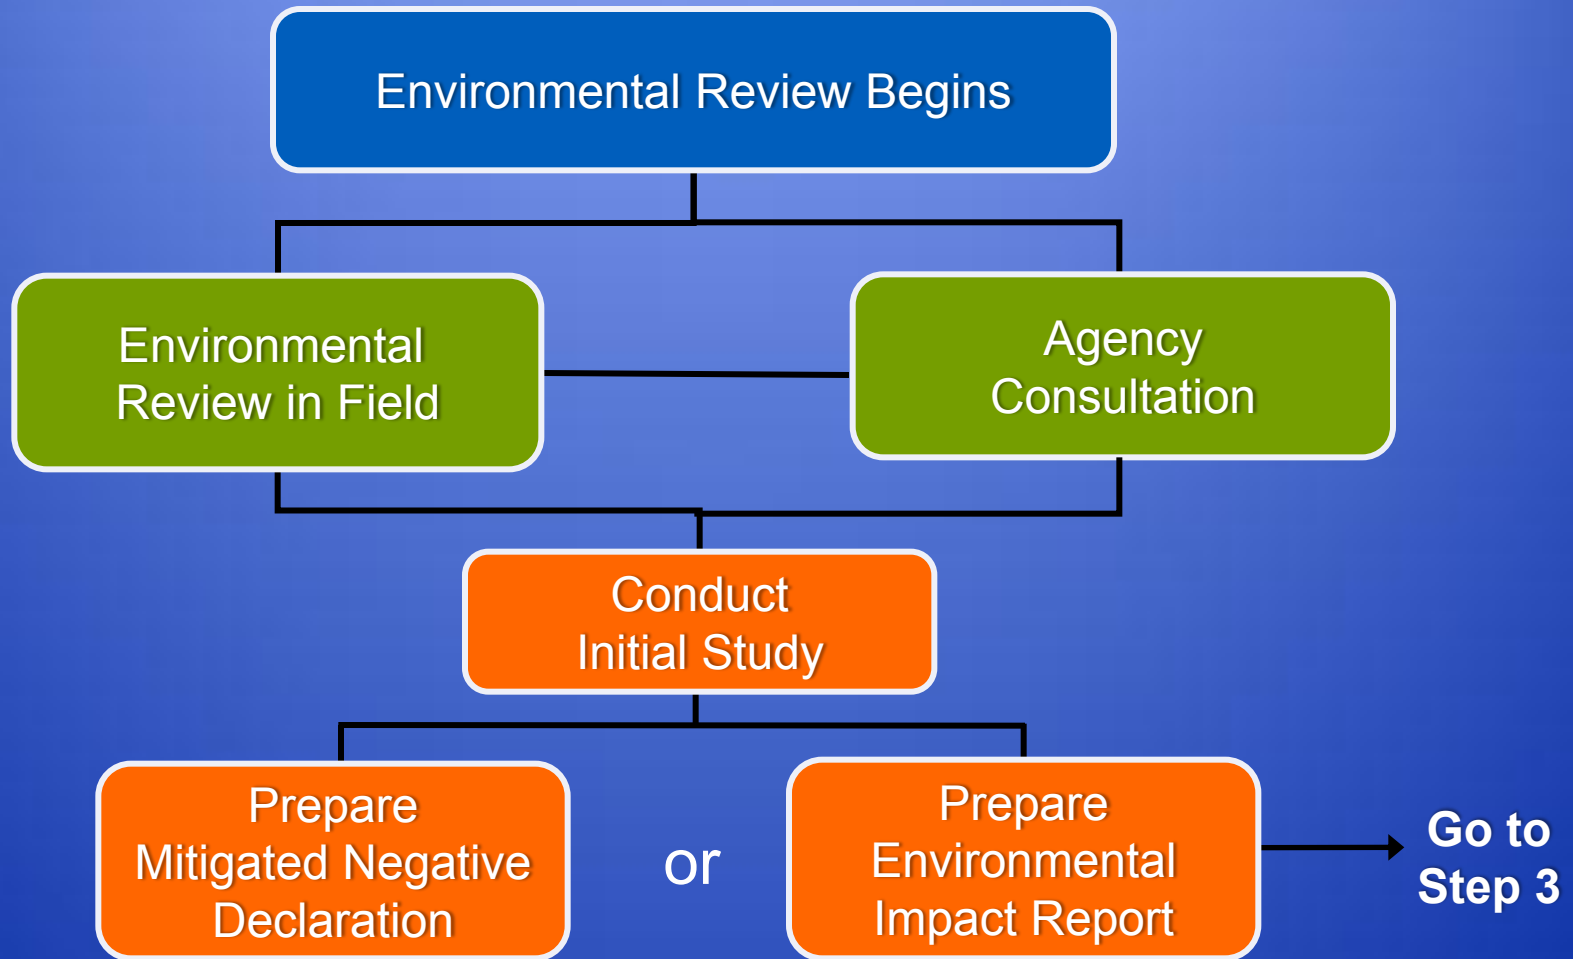 Environmental Review Begins
Environmental
Review in Field
Agency
Consultation
Conduct
Initial Study
Prepare
Mitigated Negative
Declaration
or
Prepare
Environmental
Impact Report
Go to
Step 3